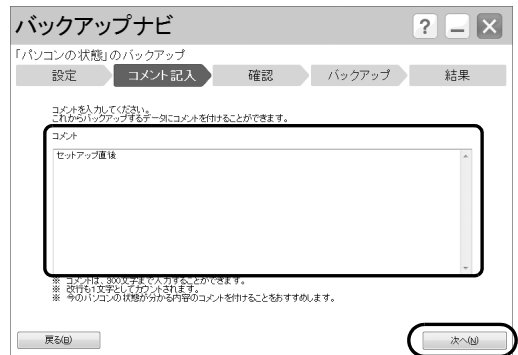 バックアップナビ
? － ×
「パソコンの状態」のバックアップ
設定 コメント記入 確認 バックアップ 結果
コメントを入力してください。
これからバックアップするデータにコメントを付けることができます。
コメント
セットアップ直後
※ コメントは、300文字まで入力することができます。
※ 改行も1文字としてカウントされます。
※ 今のパソコンの状態が分かる内容のコメントを付けることをおすすめします。
戻る(B) 次へ(N)